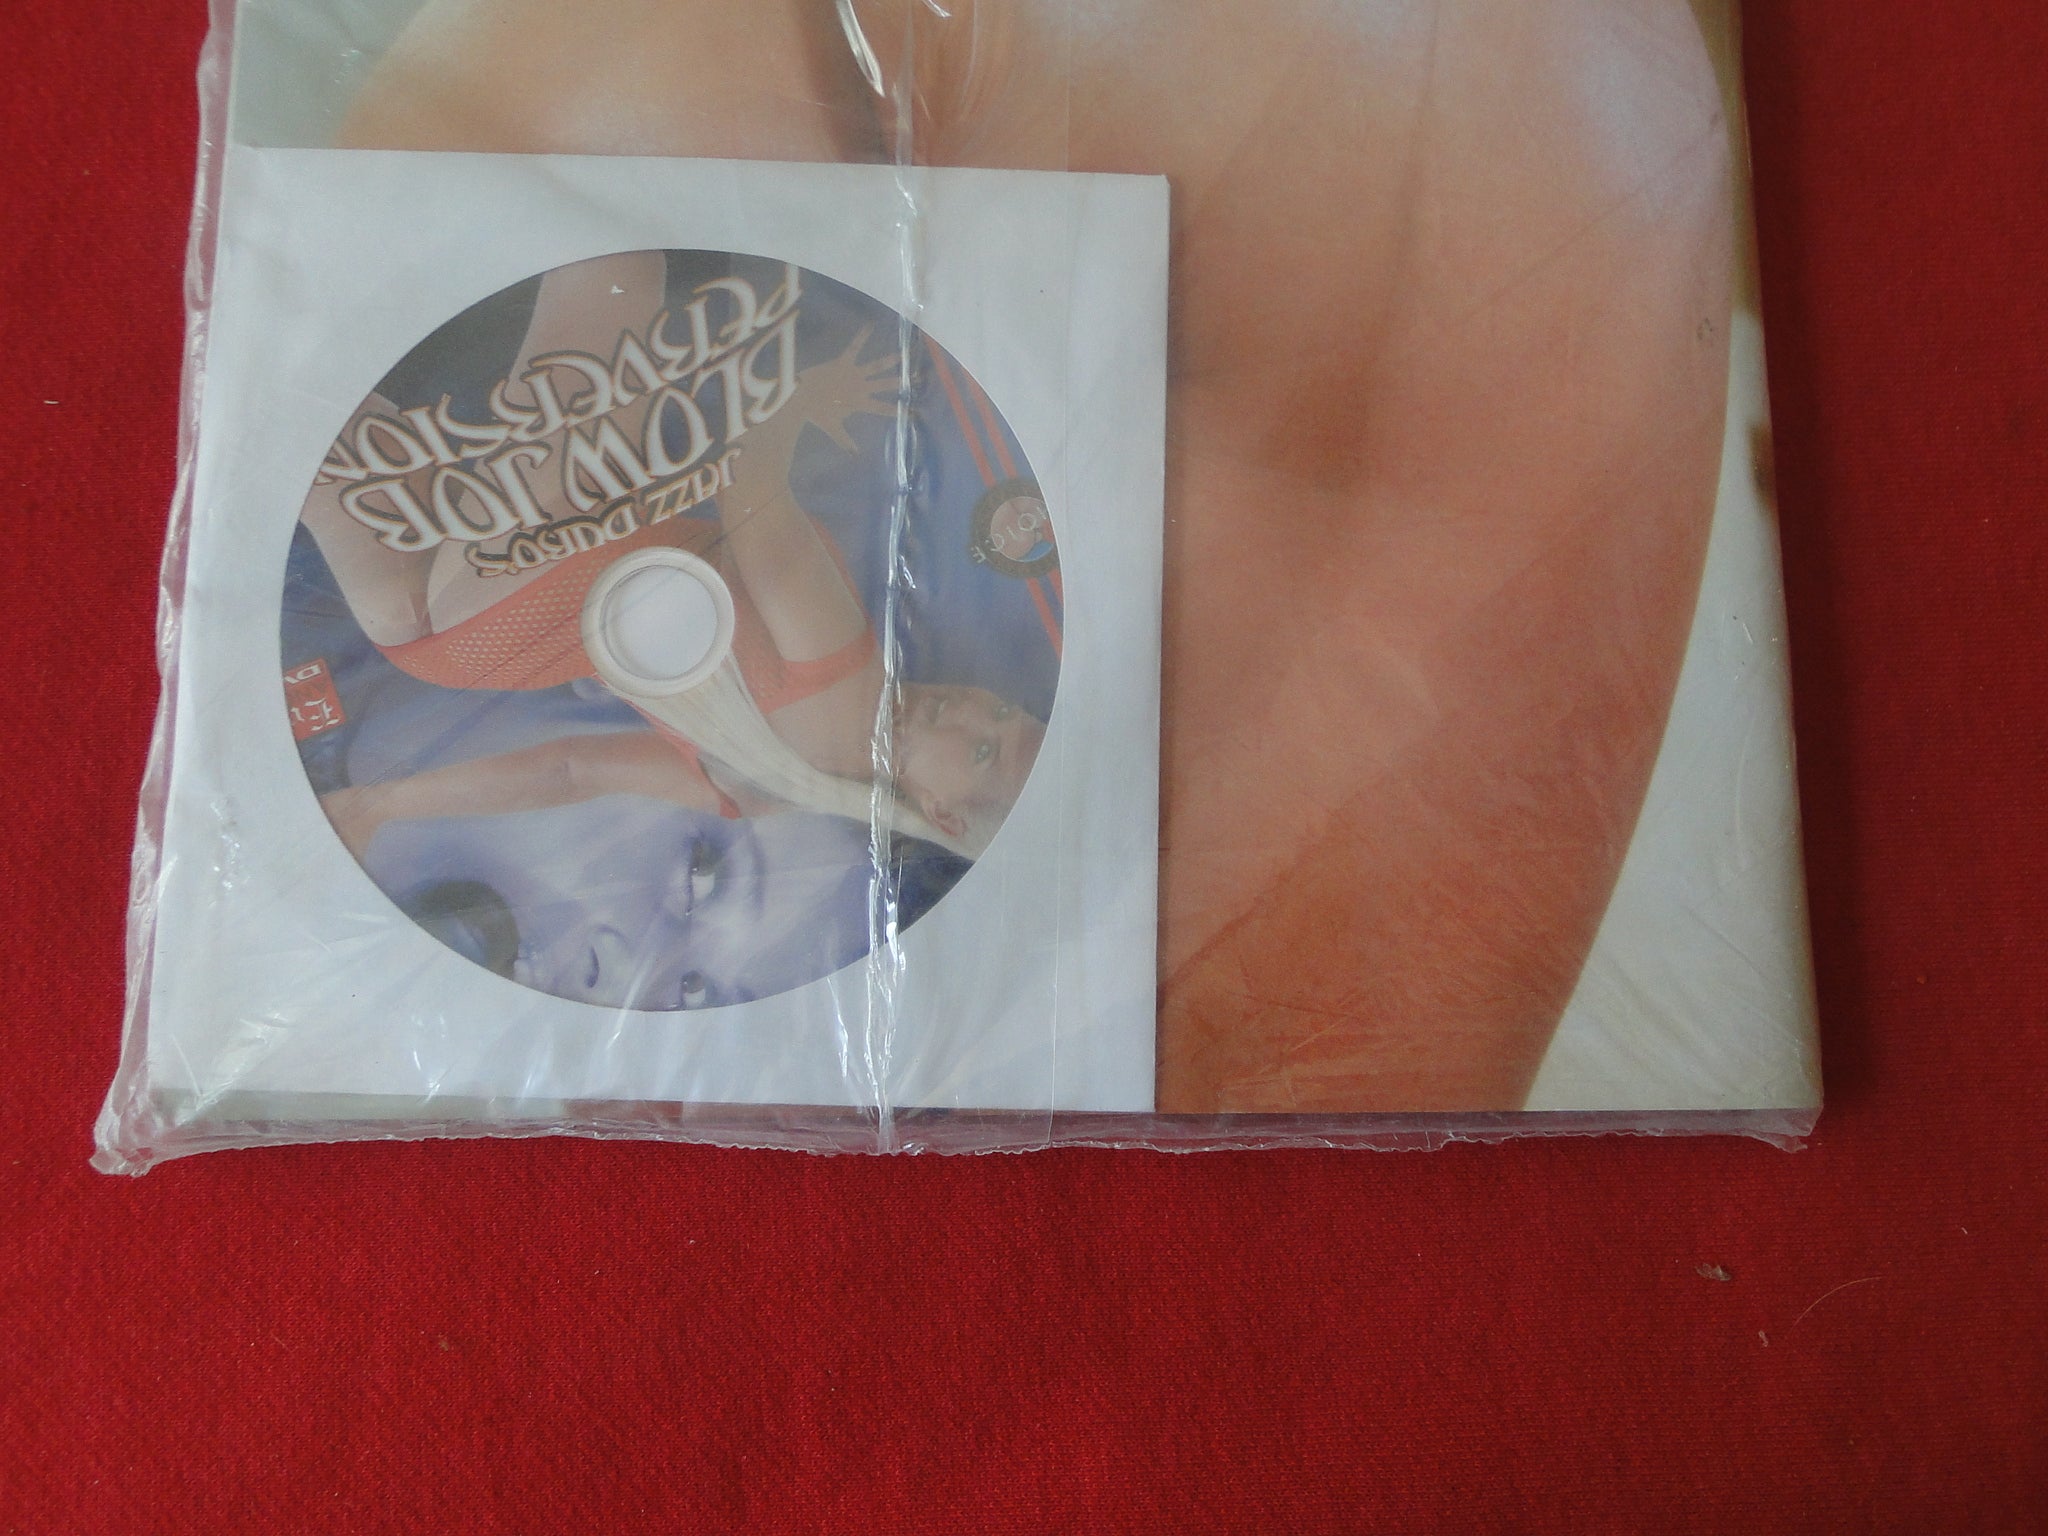 JAZZ DURO'S
BLOW JOB
PERVERSION